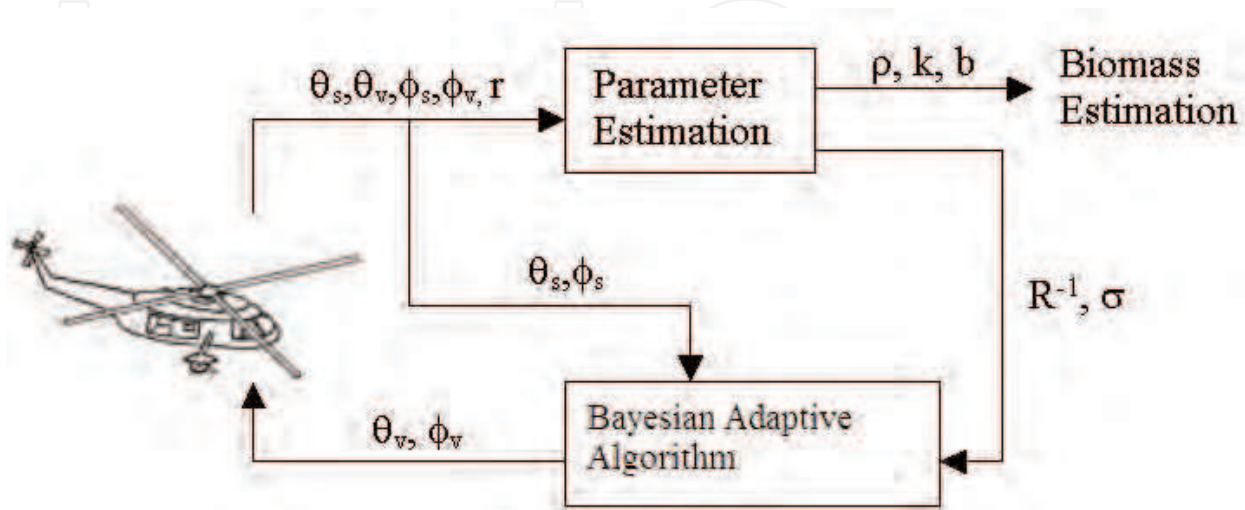 θₛ,θᵥ,ϕₛ,ϕᵥ, r
Parameter
Estimation
ρ, k, b
Biomass
Estimation
θₛ,ϕₛ
R⁻¹, σ
Bayesian Adaptive
Algorithm
θᵥ, ϕᵥ